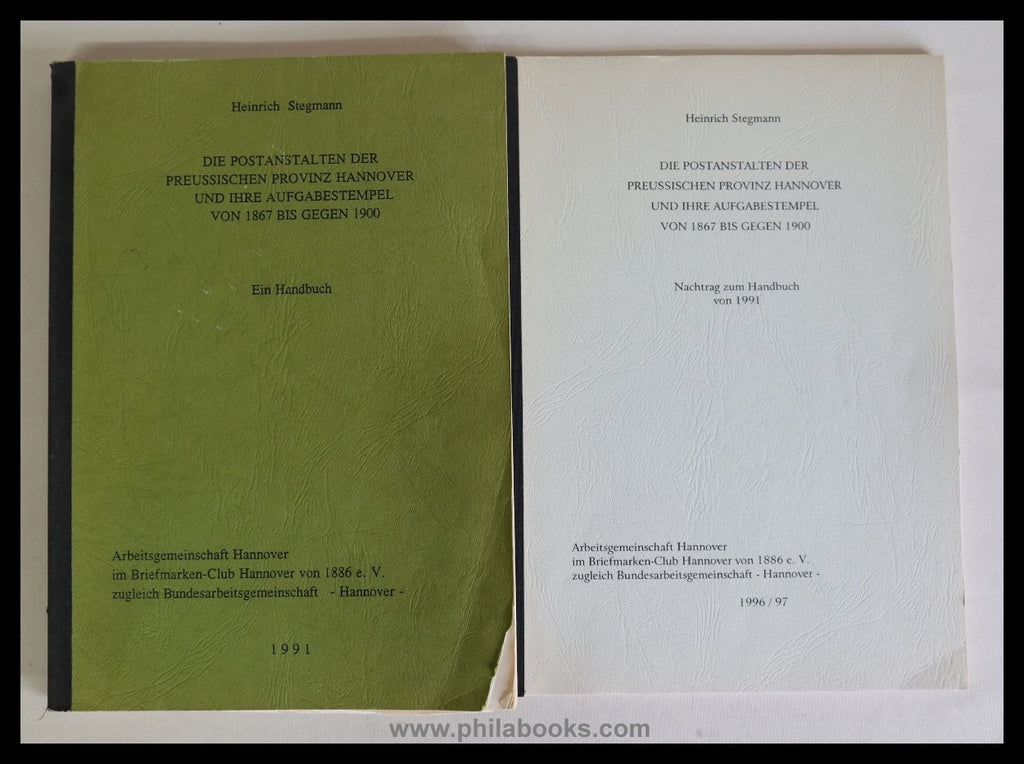 Heinrich Stegmann
DIE POSTANSTALTEN DER
PREUSSISCHEN PROVINZ HANNOVER
UND IHRE AUFGABESTEMPEL
VON 1867 BIS GEGEN 1900
Ein Handbuch
Arbeitsgemeinschaft Hannover
im Briefmarken-Club Hannover von 1886 e. V.
zugleich Bundesarbeitsgemeinschaft - Hannover -
1991
Heinrich Stegmann
DIE POSTANSTALTEN DER
PREUSSISCHEN PROVINZ HANNOVER
UND IHRE AUFGABESTEMPEL
VON 1867 BIS GEGEN 1900
Nachtrag zum Handbuch
von 1991
Arbeitsgemeinschaft Hannover
im Briefmarken-Club Hannover von 1886 e. V.
zugleich Bundesarbeitsgemeinschaft - Hannover -
1996 / 97
www.philabooks.com